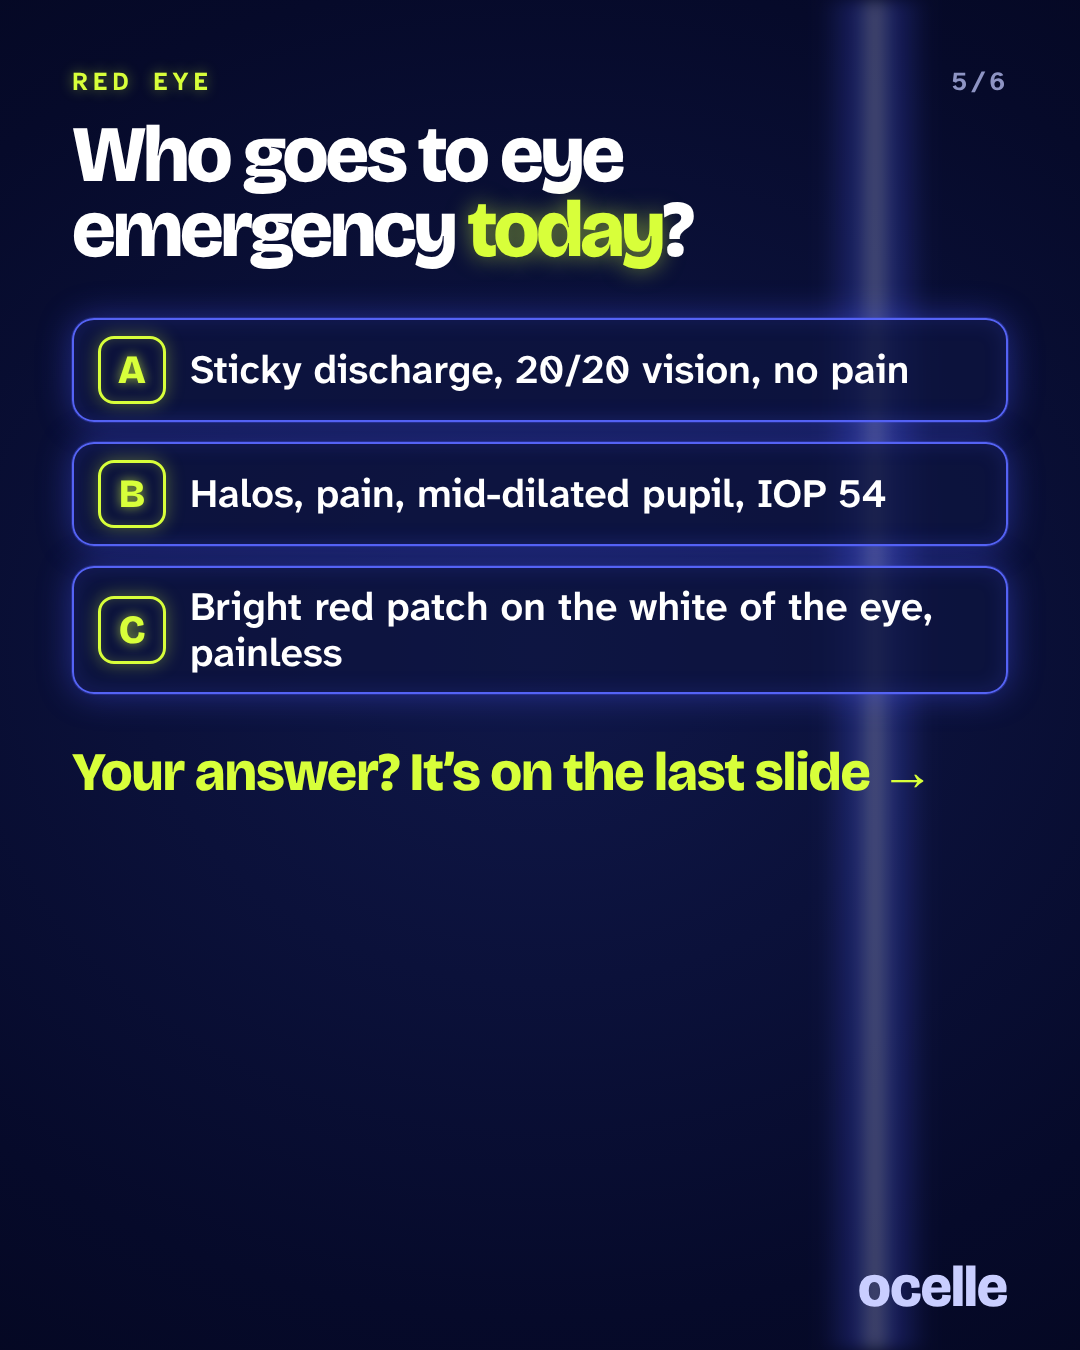 RED EYE
5/6
Who goes to eye
emergency today?
A
Sticky discharge, 20/20 vision, no pain
B
Halos, pain, mid-dilated pupil, IOP 54
C
Bright red patch on the white of the eye,
painless
Your answer? It’s on the last slide →
ocelle